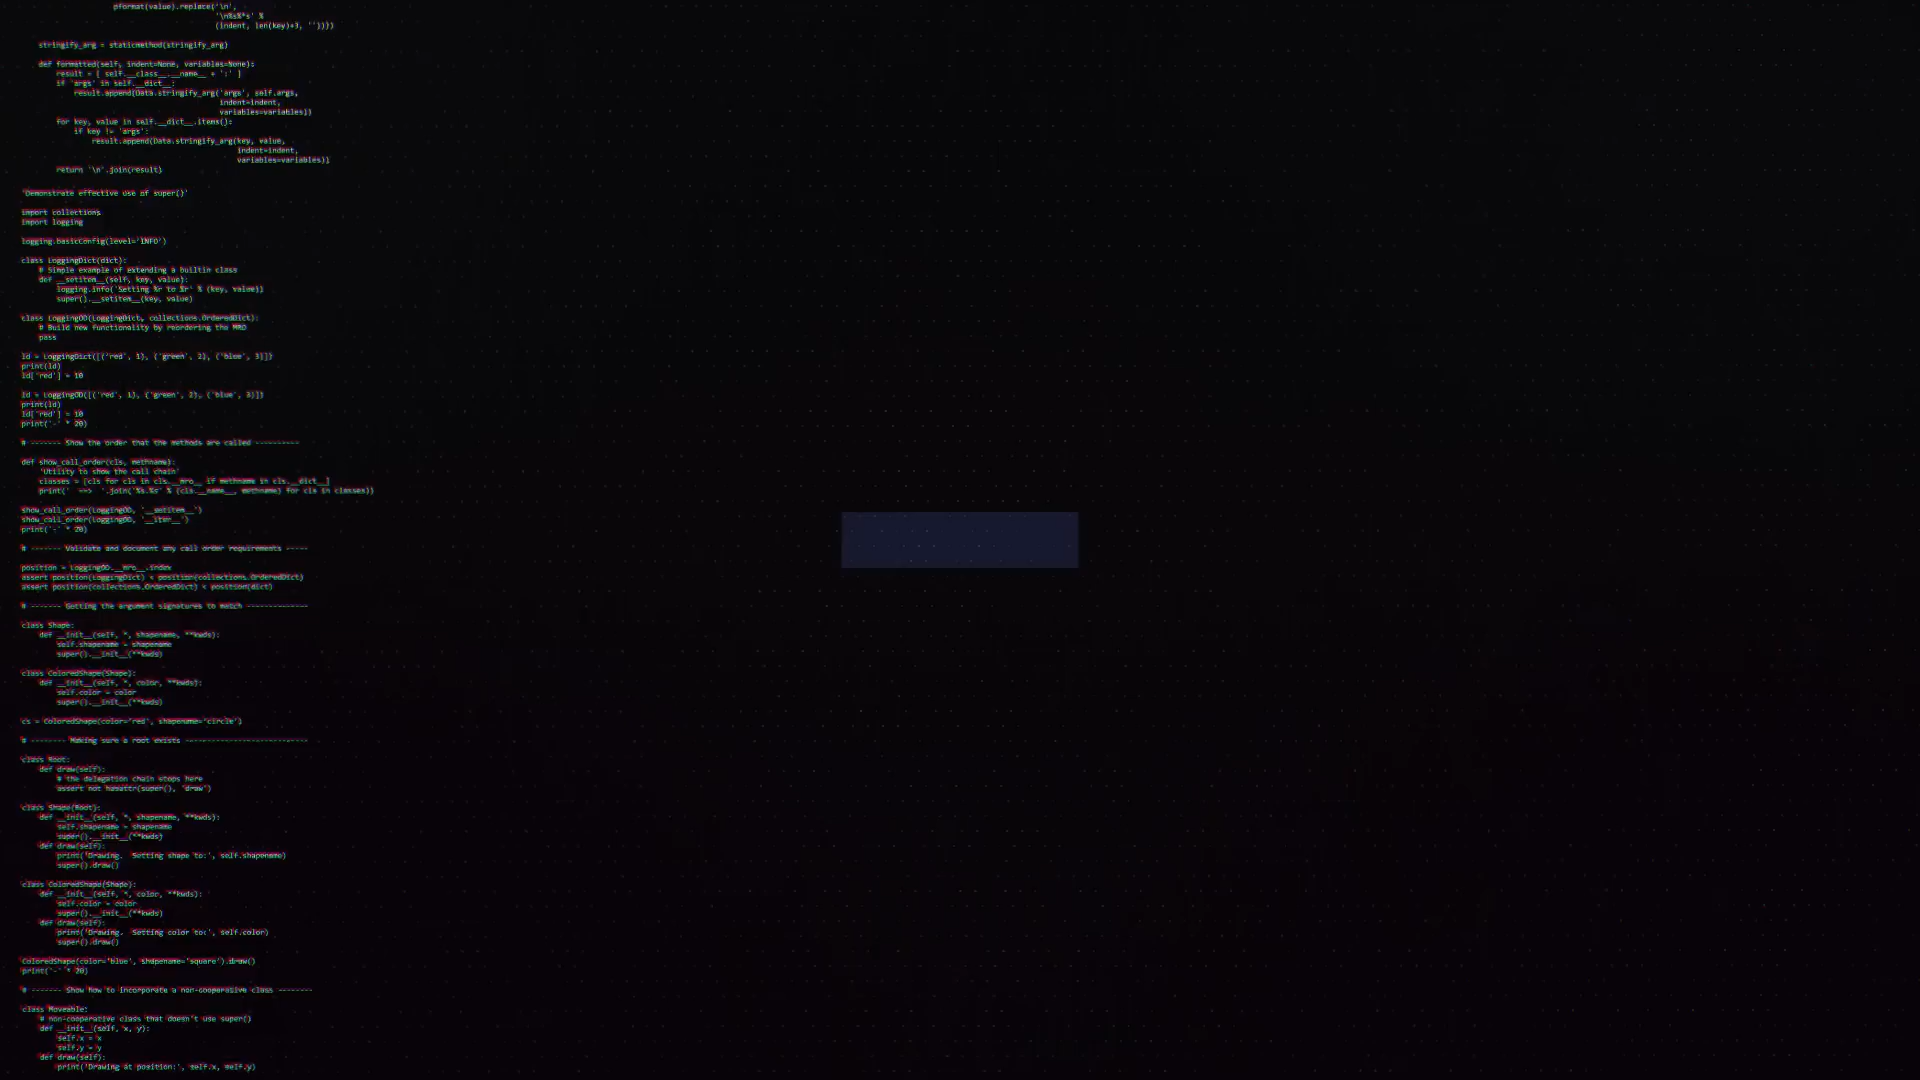 pformat(value).replace('\n',
'\n%s%*s' %
(indent, len(key)+3, ''))))
stringify_arg = staticmethod(stringify_arg)
def formatted(self, indent=None, variables=None):
result = [ self.__class__.__name__ + ':' ]
if 'args' in self.__dict__:
result.append(Data.stringify_arg('args', self.args,
indent=indent,
variables=variables))
for key, value in self.__dict__.items():
if key != 'args':
result.append(Data.stringify_arg(key, value,
indent=indent,
variables=variables))
return '\n'.join(result)
'Demonstrate effective use of super()'
import collections
import logging
logging.basicConfig(level='INFO')
class LoggingDict(dict):
# Simple example of extending a builtin class
def __setitem__(self, key, value):
logging.info('Setting %r to %r' % (key, value))
super().__setitem__(key, value)
class LoggingOD(LoggingDict, collections.OrderedDict):
# Build new functionality by reordering the MRO
pass
ld = LoggingDict([('red', 1), ('green', 2), ('blue', 3)])
print(ld)
ld['red'] = 10
ld = LoggingOD([('red', 1), ('green', 2), ('blue', 3)])
print(ld)
ld['red'] = 10
print('-' * 20)
# ------- Show the order that the methods are called ----------
def show_call_order(cls, methname):
'Utility to show the call chain'
classes = [cls for cls in cls.__mro__ if methname in cls.__dict__]
print('  ==>  '.join('%s.%s' % (cls.__name__, methname) for cls in classes))
show_call_order(LoggingOD, '__setitem__')
show_call_order(LoggingOD, '__iter__')
print('-' * 20)
# ------- Validate and document any call order requirements -----
position = LoggingOD.__mro__.index
assert position(LoggingDict) < position(collections.OrderedDict)
assert position(collections.OrderedDict) < position(dict)
# ------- Getting the argument signatures to match --------------
class Shape:
def __init__(self, *, shapename, **kwds):
self.shapename = shapename
super().__init__(**kwds)
class ColoredShape(Shape):
def __init__(self, *, color, **kwds):
self.color = color
super().__init__(**kwds)
cs = ColoredShape(color='red', shapename='circle')
# -------- Making sure a root exists ----------------------------
class Root:
def draw(self):
# the delegation chain stops here
assert not hasattr(super(), 'draw')
class Shape(Root):
def __init__(self, *, shapename, **kwds):
self.shapename = shapename
super().__init__(**kwds)
def draw(self):
print('Drawing.  Setting shape to:', self.shapename)
super().draw()
class ColoredShape(Shape):
def __init__(self, *, color, **kwds):
self.color = color
super().__init__(**kwds)
def draw(self):
print('Drawing.  Setting color to:', self.color)
super().draw()
ColoredShape(color='blue', shapename='square').draw()
print('-' * 20)
# ------- Show how to incorporate a non-cooperative class --------
class Moveable:
# non-cooperative class that doesn't use super()
def __init__(self, x, y):
self.x = x
self.y = y
def draw(self):
print('Drawing at position:', self.x, self.y)